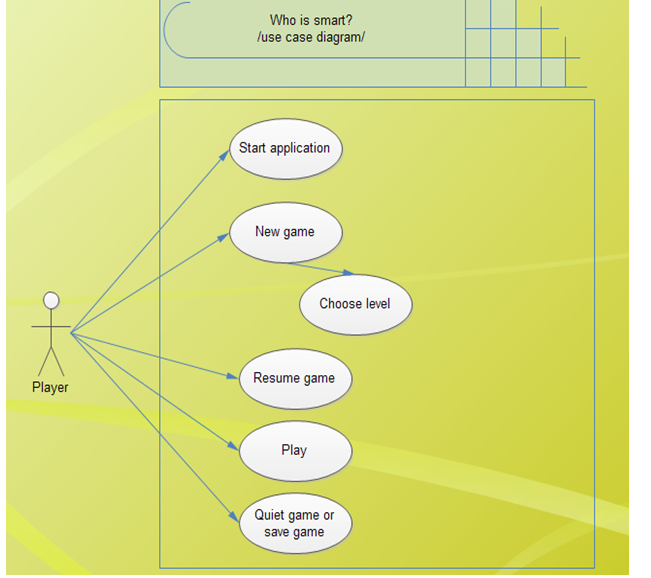 Who is smart?
/use case diagram/
Start application
New game
Choose level
Player
Resume game
Play
Quiet game or
save game